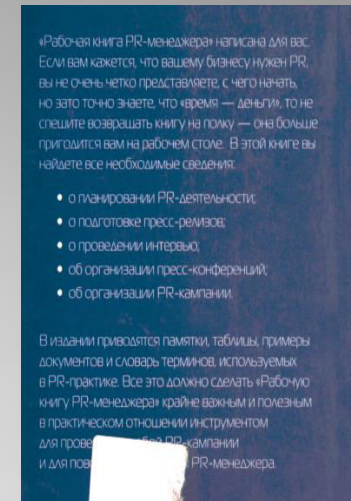 «Рабочая книга PR-менеджера» написана для вас.
Если вам кажется, что вашему бизнесу нужен PR,
вы не очень четко представляете, с чего начать,
но зато точно знаете, что «время — деньги», то не
спешите возвращать книгу на полку — она больше
пригодится вам на рабочем столе. В этой книге вы
найдете все необходимые сведения:
• о планировании PR-деятельности;
• о подготовке пресс-релизов;
• о проведении интервью;
• об организации пресс-конференций;
• об организации PR-кампании.
В издании приводятся памятки, таблицы, примеры
документов и словарь терминов, используемых
в PR-практике. Все это должно сделать «Рабочую
книгу PR-менеджера» крайне важным и полезным
в практическом отношении инструментом
для PR-кампании
и для PR-менеджера.